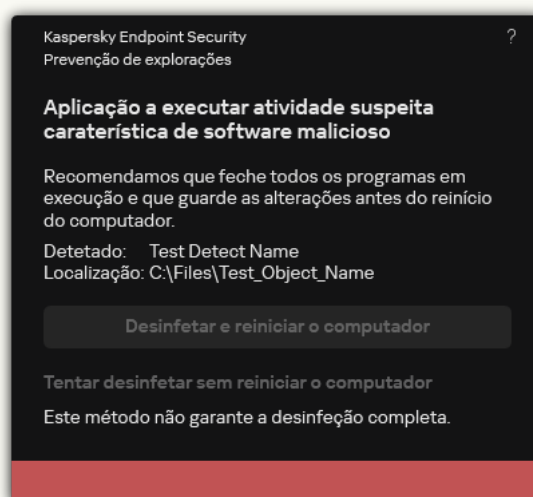 Kaspersky Endpoint Security
?
Prevenção de explorações
Aplicação a executar atividade suspeita
caraterística de software malicioso
Recomendamos que feche todos os programas em
execução e que guarde as alterações antes do reinício
do computador.
Detetado: Test Detect Name
Localização: C:\Files\Test_Object_Name
Desinfetar e reiniciar o computador
Tentar desinfetar sem reiniciar o computador
Este método não garante a desinfeção completa.